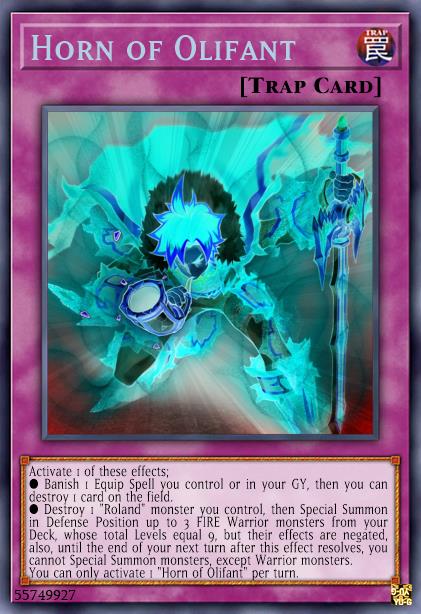 Horn of Olifant
TRAP
罠
[Trap Card]
Activate 1 of these effects;
● Banish 1 Equip Spell you control or in your GY, then you can
destroy 1 card on the field.
● Destroy 1 "Roland" monster you control, then Special Summon
in Defense Position up to 3 FIRE Warrior monsters from your
Deck, whose total Levels equal 9, but their effects are negated,
also, until the end of your next turn after this effect resolves, you
cannot Special Summon monsters, except Warrior monsters.
You can only activate 1 "Horn of Olifant" per turn.
55749927